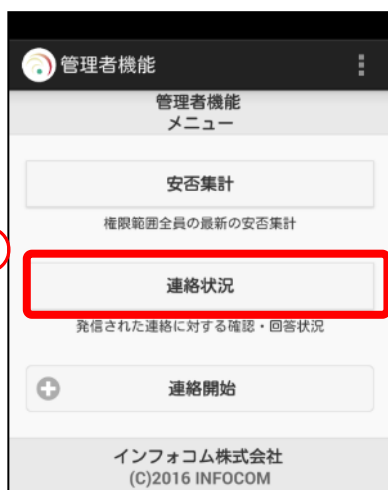 管理者機能
管理者機能
メニュー
安否集計
権限範囲全員の最新の安否集計
連絡状況
発信された連絡に対する確認・回答状況
連絡開始
インフォコム株式会社
(C)2016 INFOCOM